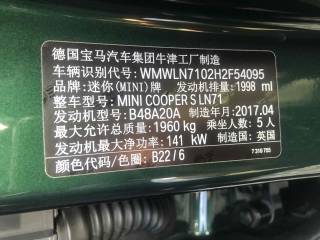 德国宝马汽车集团牛津工厂制造
车辆识别代号: WMWLN7102H2F54095
品牌: 迷你(MINI)牌 发动机排量: 1998 ml
整车型号: MINI COOPER S LN71
发动机型号: B48A20A 制造年月: 2017.04
最大允许总质量: 1960 kg 乘坐人数: 5 人
发动机最大净功率: 141 kW 制造国: 英国
颜色代码/色圈: B22 / 6